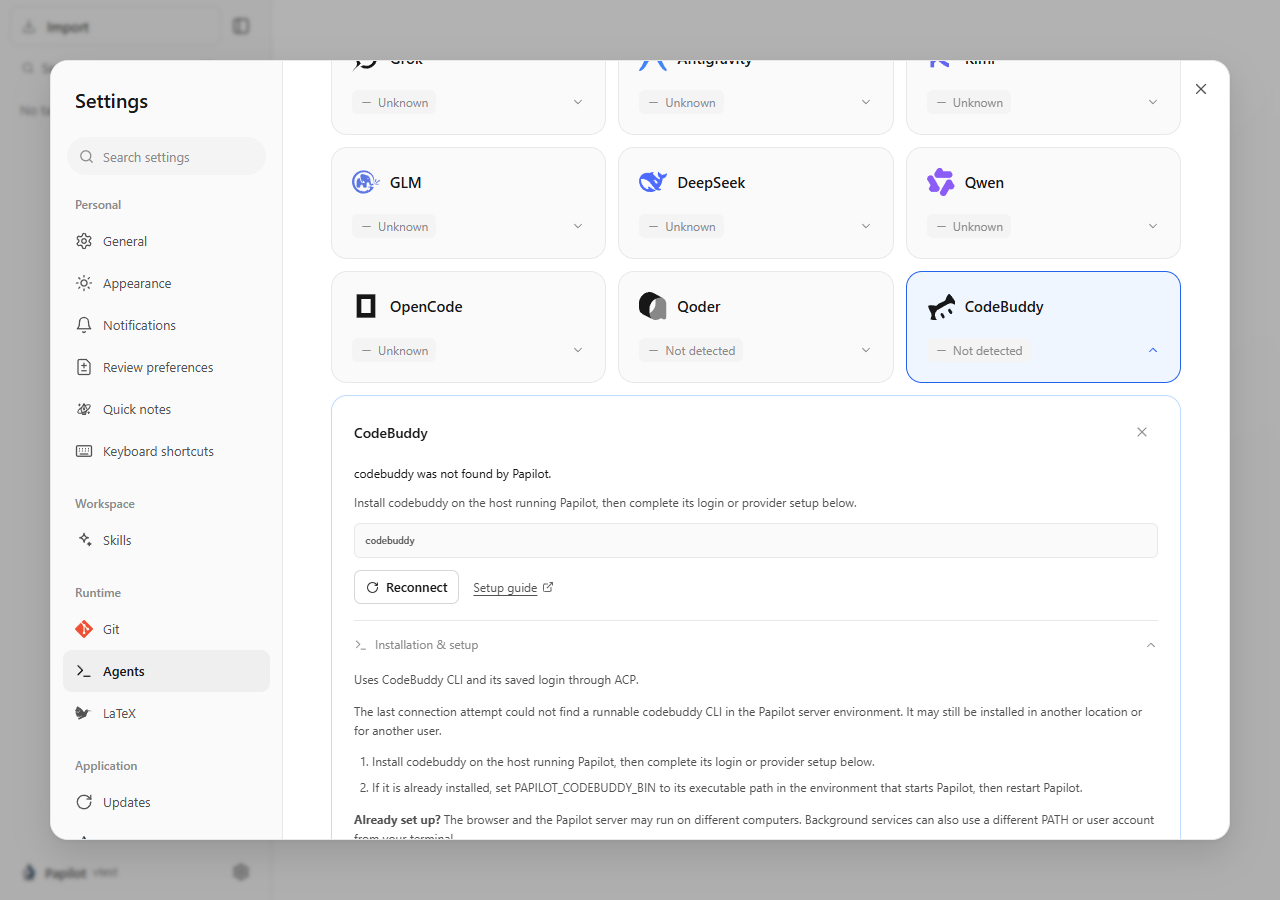 Import
Settings
Search settings
Personal
General
Appearance
Notifications
Review preferences
Quick notes
Keyboard shortcuts
Workspace
Skills
Runtime
Git
Agents
LaTeX
Application
Updates
Grok
Antigravity
Kimi
Unknown
Unknown
Unknown
GLM
DeepSeek
Qwen
Unknown
Unknown
Unknown
OpenCode
Qoder
CodeBuddy
Unknown
Not detected
Not detected
CodeBuddy
codebuddy was not found by Papilot.
Install codebuddy on the host running Papilot, then complete its login or provider setup below.
codebuddy
Reconnect
Setup guide
Installation & setup
Uses CodeBuddy CLI and its saved login through ACP.
The last connection attempt could not find a runnable codebuddy CLI in the Papilot server environment. It may still be installed in another location or
for another user.
1. Install codebuddy on the host running Papilot, then complete its login or provider setup below.
2. If it is already installed, set PAPILOT_CODEBUDDY_BIN to its executable path in the environment that starts Papilot, then restart Papilot.
Already set up? The browser and the Papilot server may run on different computers. Background services can also use a different PATH or user account
from your terminal.
Papilot